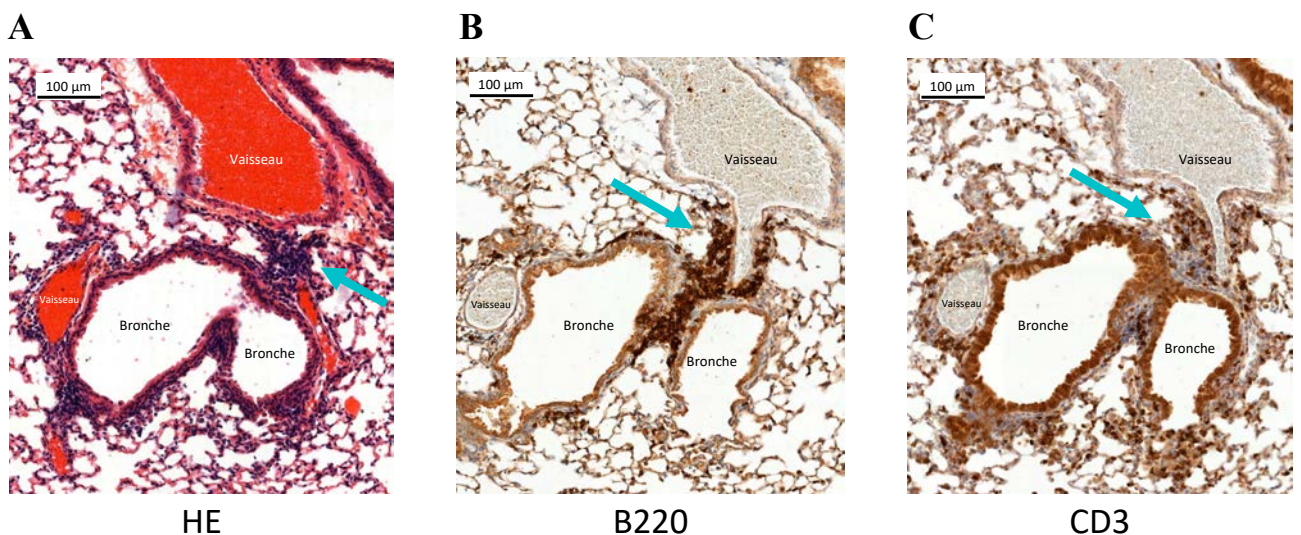 A
100 µm
Vaisseau
Vaisseau
Bronche
Bronche
HE
B
100 µm
Vaisseau
Vaisseau
Bronche
Bronche
B220
C
100 µm
Vaisseau
Vaisseau
Bronche
Bronche
CD3